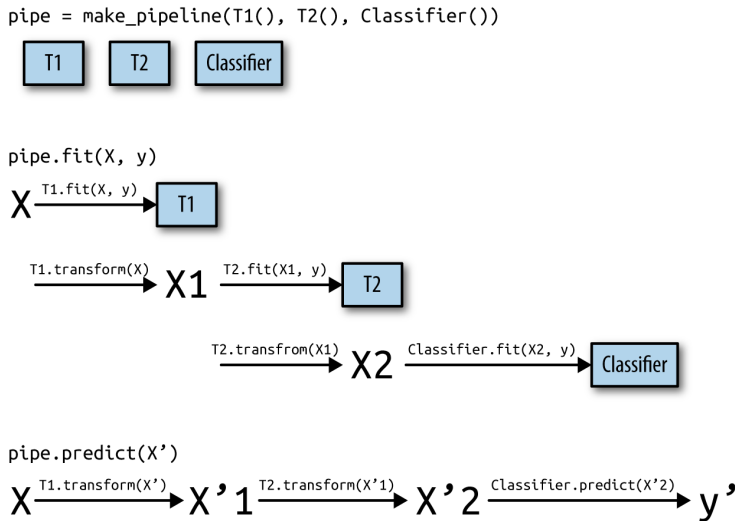 pipe = make_pipeline(T1(), T2(), Classifier())
T1 T2 Classifier
pipe.fit(X, y)
X T1.fit(X, y) T1
T1.transform(X) X1 T2.fit(X1, y) T2
T2.transfrom(X1) X2 Classifier.fit(X2, y) Classifier
pipe.predict(X’)
X T1.transform(X’) X’1 T2.transform(X’1) X’2 Classifier.predict(X’2) y’